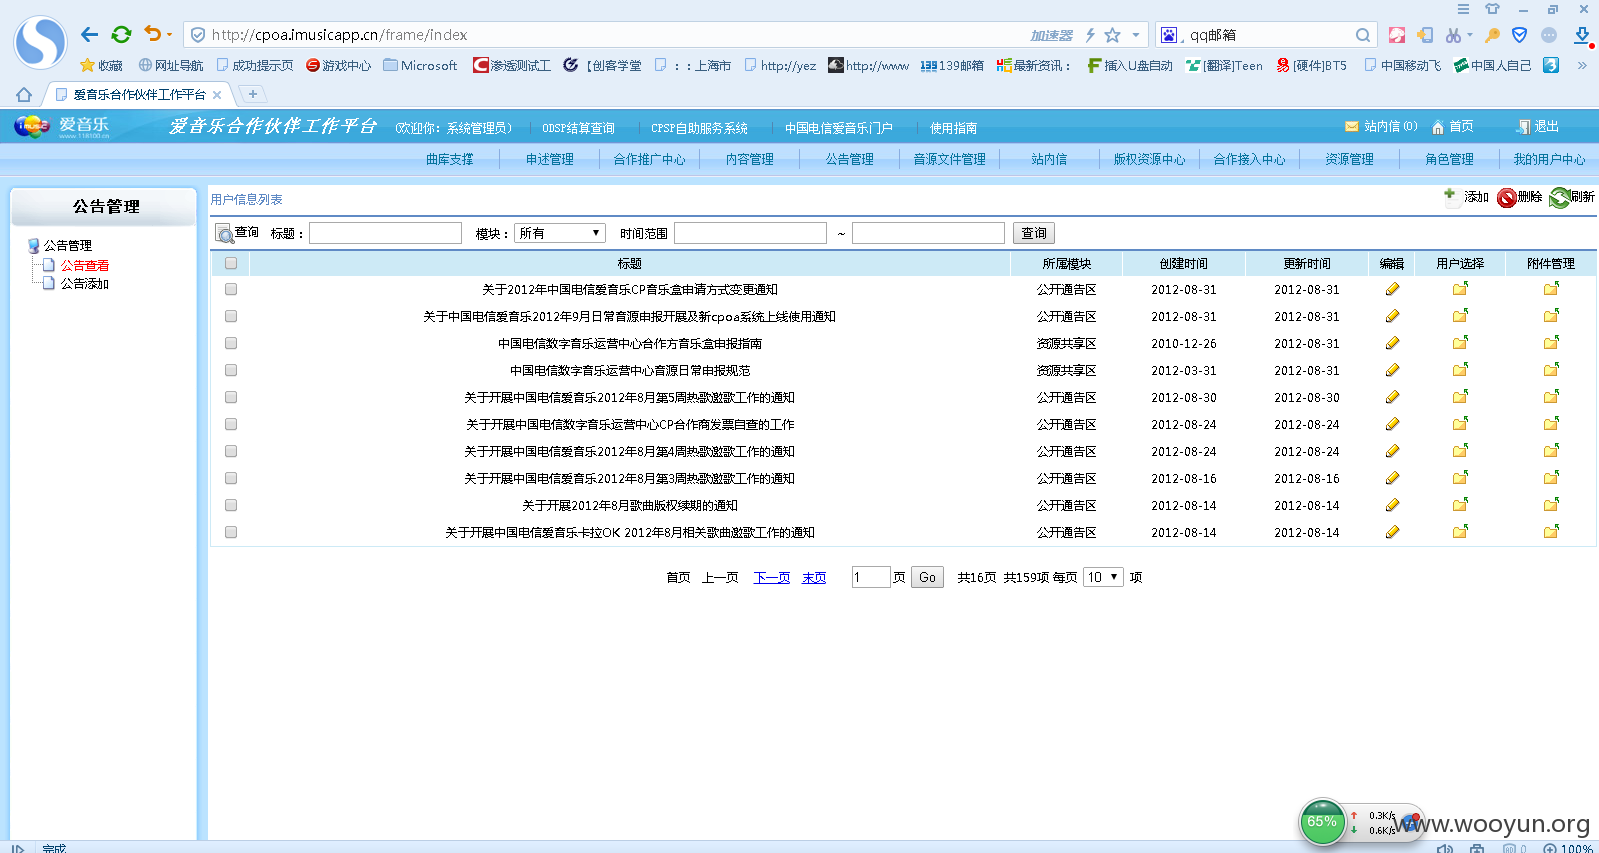 http://cpoa.imusicapp.cn/frame/index 加速器 qq邮箱
收藏 网址导航 成功提示页 游戏中心 Microsoft 渗透测试工 【创客学堂 ：：上海市 http://yez http://www 139邮箱 最新资讯： 插入U盘自动 [翻译]Teen [硬件]BT5 中国移动飞 中国人自己 »
爱音乐合作伙伴工作平台
爱音乐 www.118100.cn 爱音乐合作伙伴工作平台 (欢迎你：系统管理员) ODSP结算查询 CPSP自助服务系统 中国电信爱音乐门户 使用指南 站内信(0) 首页 退出
曲库支撑 申述管理 合作推广中心 内容管理 公告管理 音源文件管理 站内信 版权资源中心 合作接入中心 资源管理 角色管理 我的用户中心
公告管理
公告管理
公告查看
公告添加
用户信息列表 添加 删除 刷新
查询 标题： 模块：所有 时间范围 ~ 查询
标题 所属模块 创建时间 更新时间 编辑 用户选择 附件管理
关于2012年中国电信爱音乐CP音乐盒申请方式变更通知 公开通告区 2012-08-31 2012-08-31
关于中国电信爱音乐2012年9月日常音源申报开展及新cpoa系统上线使用通知 公开通告区 2012-08-31 2012-08-31
中国电信数字音乐运营中心合作方音乐盒申报指南 资源共享区 2010-12-26 2012-08-31
中国电信数字音乐运营中心音源日常申报规范 资源共享区 2012-03-31 2012-08-31
关于开展中国电信爱音乐2012年8月第5周热歌邀歌工作的通知 公开通告区 2012-08-30 2012-08-30
关于开展中国电信数字音乐运营中心CP合作商发票自查的工作 公开通告区 2012-08-24 2012-08-24
关于开展中国电信爱音乐2012年8月第4周热歌邀歌工作的通知 公开通告区 2012-08-24 2012-08-24
关于开展中国电信爱音乐2012年8月第3周热歌邀歌工作的通知 公开通告区 2012-08-16 2012-08-16
关于开展2012年8月歌曲版权续期的通知 公开通告区 2012-08-14 2012-08-14
关于开展中国电信爱音乐卡拉OK 2012年8月相关歌曲邀歌工作的通知 公开通告区 2012-08-14 2012-08-14
首页 上一页 下一页 末页 1 页 Go 共16页 共159项 每页 10 项
65% 0.3K/s
0.6K/s
www.wooyun.org
完成 0 100%